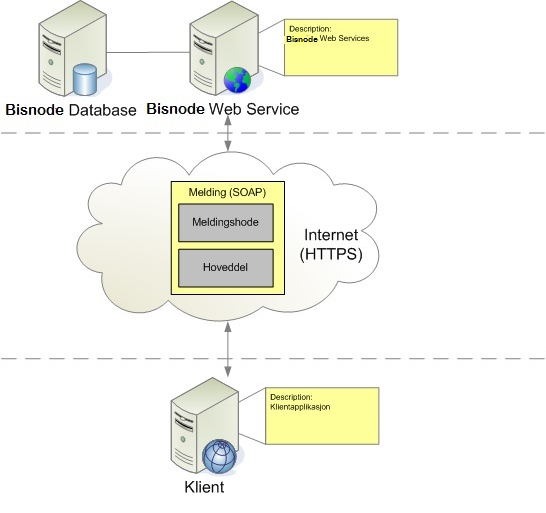 Description:
Bisnode Web Services
Bisnode Database
Bisnode Web Service
Melding (SOAP)
Meldingshode
Hoveddel
Internet
(HTTPS)
Description:
Klientapplikasjon
Klient